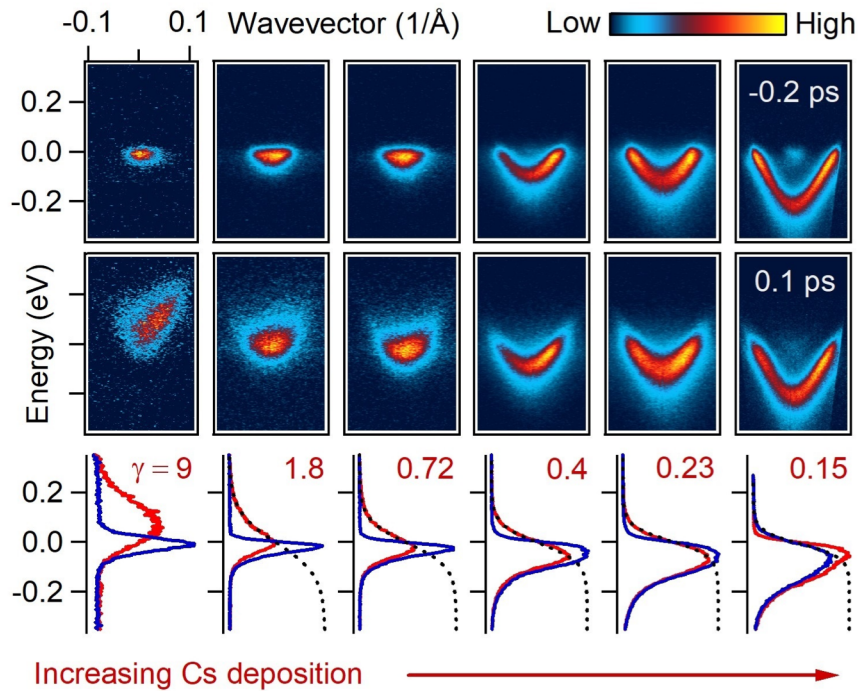 -0.1 0.1 Wavevector (1/Å) Low High
0.2 -0.2 ps
0.0
-0.2
Energy (eV) 0.1 ps
γ = 9 1.8 0.72 0.4 0.23 0.15
0.2
0.0
-0.2
Increasing Cs deposition